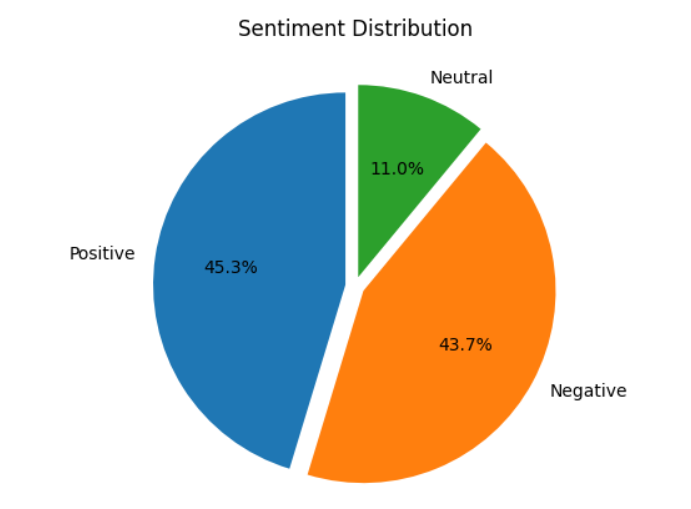 Sentiment Distribution
Neutral
11.0%
Positive
45.3%
43.7%
Negative